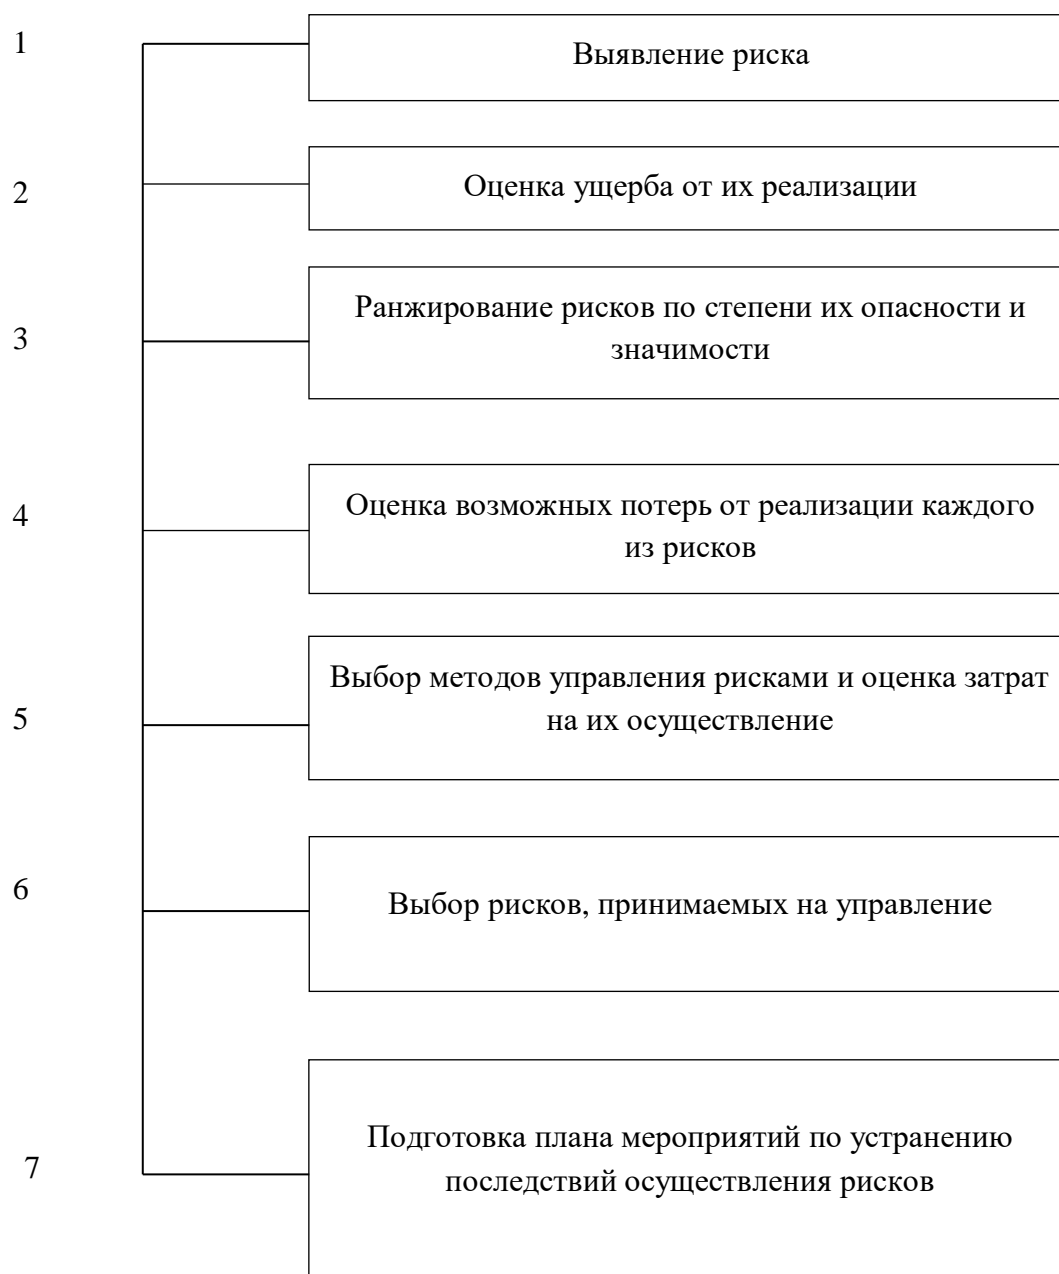 1
Выявление риска
2
Оценка ущерба от их реализации
3
Ранжирование рисков по степени их опасности и
значимости
4
Оценка возможных потерь от реализации каждого
из рисков
5
Выбор методов управления рисками и оценка затрат
на их осуществление
6
Выбор рисков, принимаемых на управление
7
Подготовка плана мероприятий по устранению
последствий осуществления рисков